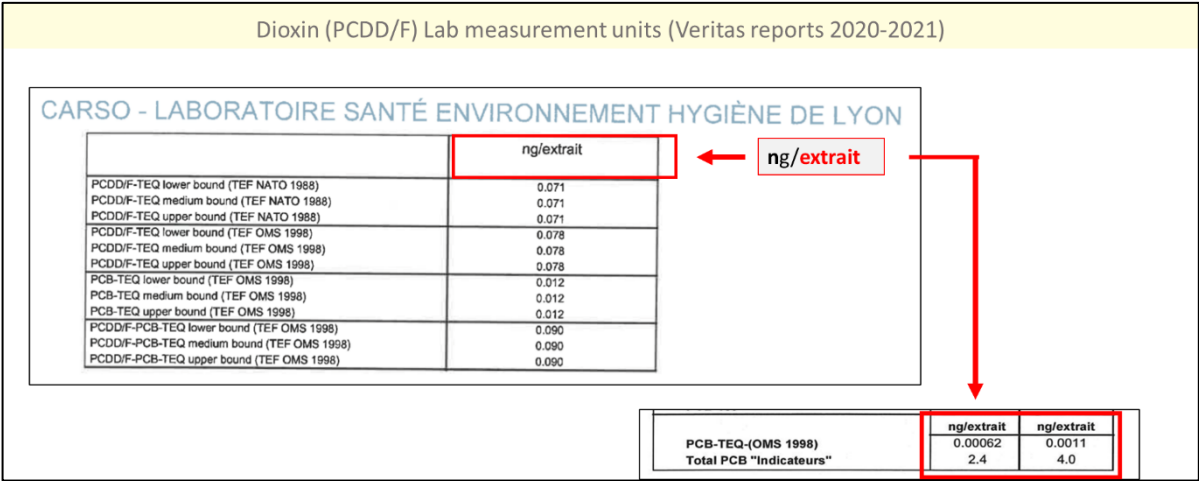 Dioxin (PCDD/F) Lab measurement units (Veritas reports 2020-2021)
CARSO - LABORATOIRE SANTÉ ENVIRONNEMENT HYGIÈNE DE LYON
ng/extrait
ng/extrait
PCDD/F-TEQ lower bound (TEF NATO 1988) 0.071
PCDD/F-TEQ medium bound (TEF NATO 1988) 0.071
PCDD/F-TEQ upper bound (TEF NATO 1988) 0.071
PCDD/F-TEQ lower bound (TEF OMS 1998) 0.078
PCDD/F-TEQ medium bound (TEF OMS 1998) 0.078
PCDD/F-TEQ upper bound (TEF OMS 1998) 0.078
PCB-TEQ lower bound (TEF OMS 1998) 0.012
PCB-TEQ medium bound (TEF OMS 1998) 0.012
PCB-TEQ upper bound (TEF OMS 1998) 0.012
PCDD/F-PCB-TEQ lower bound (TEF OMS 1998) 0.090
PCDD/F-PCB-TEQ medium bound (TEF OMS 1998) 0.090
PCDD/F-PCB-TEQ upper bound (TEF OMS 1998) 0.090
ng/extrait ng/extrait
PCB-TEQ-(OMS 1998) 0.00062 0.0011
Total PCB "Indicateurs" 2.4 4.0